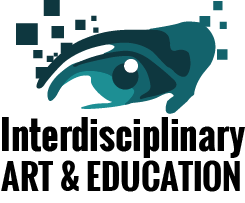 Interdisciplinary
ART & EDUCATION